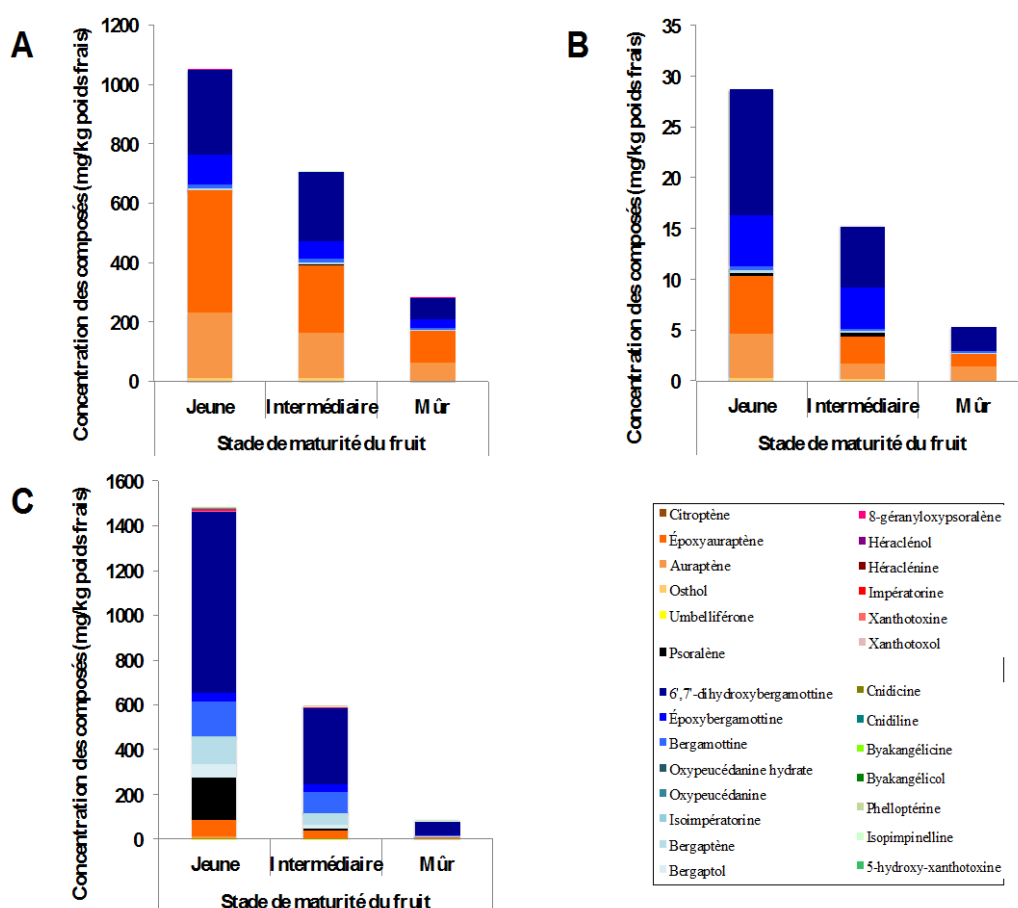 A
Concentration des composés (mg/kg poids frais)
1200
1000
800
600
400
200
0
Jeune Intermédiaire Mûr
Stade de maturité du fruit
B
Concentration des composés (mg/kg poids frais)
35
30
25
20
15
10
5
0
Jeune Intermédiaire Mûr
Stade de maturité du fruit
C
Concentration des composés (mg/kg poids frais)
1600
1400
1200
1000
800
600
400
200
0
Jeune Intermédiaire Mûr
Stade de maturité du fruit
Citroptène
Époxyauraptène
Auraptène
Osthol
Umbelliférone
Psoralène
6',7'-dihydroxybergamottine
Époxybergamottine
Bergamottine
Oxypeucédanine hydrate
Oxypeucédanine
Isoimpératorine
Bergaptène
Bergaptol
8-géranyloxypsoralène
Héraclénol
Héraclénine
Impératorine
Xanthotoxine
Xanthotoxol
Cnidicine
Cnidiline
Byakangélicine
Byakangélicol
Phelloptérine
Isopimpinelline
5-hydroxy-xanthotoxine